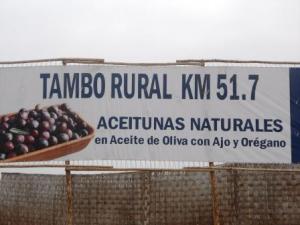 TAMBO RURAL KM 51.7
ACEITUNAS NATURALES
en Aceite de Oliva con Ajo y Orégano